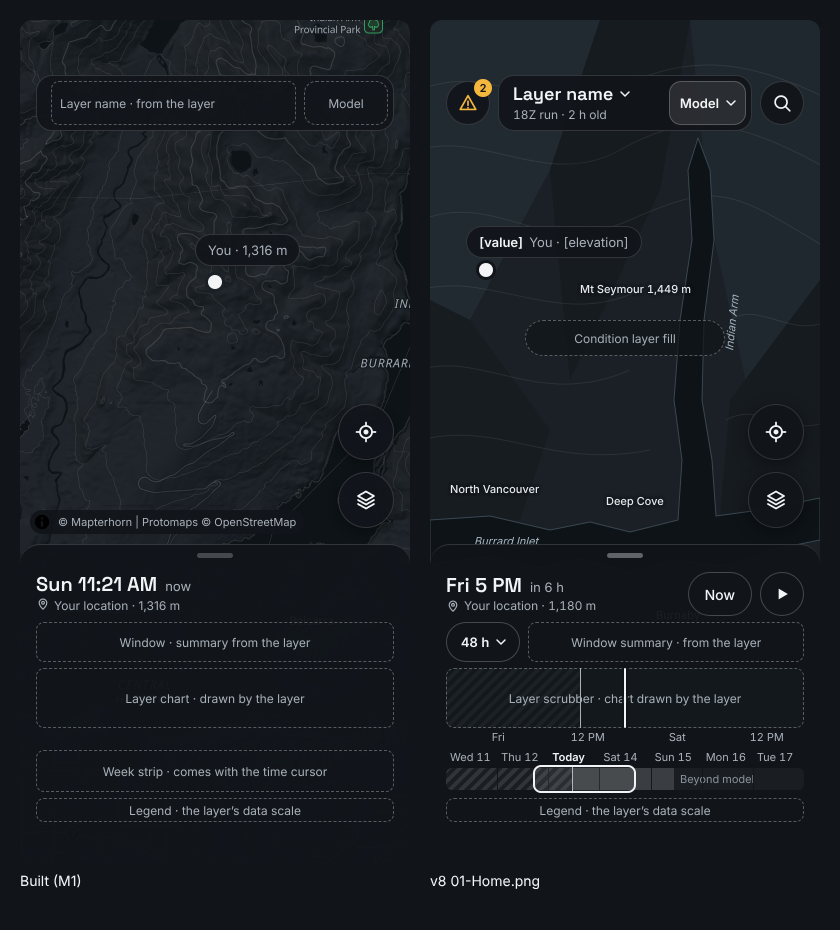 Provincial Park
Layer name · from the layer
Model
You · 1,316 m
BURRAR
© Mapterhorn | Protomaps © OpenStreetMap
Sun 11:21 AM now
Your location · 1,316 m
Window · summary from the layer
Layer chart · drawn by the layer
Week strip · comes with the time cursor
Legend · the layer’s data scale
Built (M1)
2
Layer name
18Z run · 2 h old
Model
[value] You · [elevation]
Mt Seymour 1,449 m
Indian Arm
Condition layer fill
North Vancouver
Deep Cove
Burrard Inlet
Fri 5 PM in 6 h
Your location · 1,180 m
Now
48 h
Window summary · from the layer
Layer scrubber · chart drawn by the layer
Fri 12 PM Sat 12 PM
Wed 11 Thu 12 Today Sat 14 Sun 15 Mon 16 Tue 17
Beyond model
Legend · the layer’s data scale
v8 01-Home.png